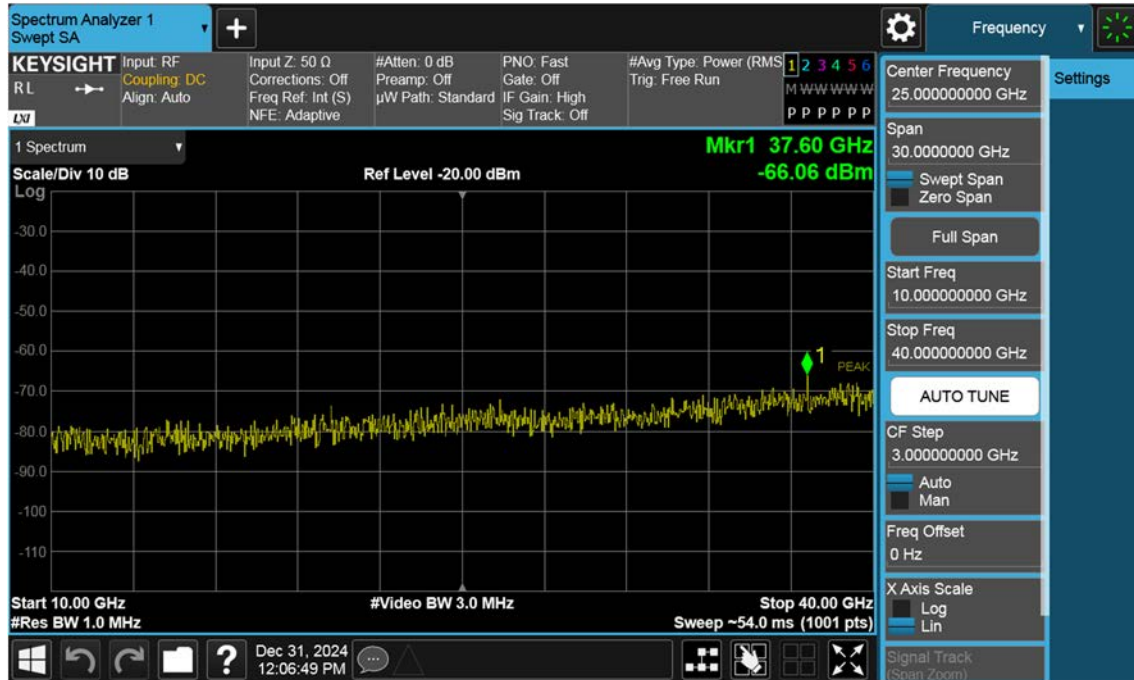 Spectrum Analyzer 1
Swept SA
Frequency
KEYSIGHT
RL
LXI
Input: RF
Coupling: DC
Align: Auto
Input Z: 50 Ω
Corrections: Off
Freq Ref: Int (S)
NFE: Adaptive
#Atten: 0 dB
Preamp: Off
µW Path: Standard
PNO: Fast
Gate: Off
IF Gain: High
Sig Track: Off
#Avg Type: Power (RMS
Trig: Free Run
1 2 3 4 5 6
M W W W W W
P P P P P P
Settings
1 Spectrum
Mkr1 37.60 GHz
-66.06 dBm
Scale/Div 10 dB
Ref Level -20.00 dBm
Log
-30.0
-40.0
-50.0
-60.0
-70.0
-80.0
-90.0
-100
-110
1
PEAK
Start 10.00 GHz
#Video BW 3.0 MHz
Stop 40.00 GHz
#Res BW 1.0 MHz
Sweep ~54.0 ms (1001 pts)
Center Frequency
25.000000000 GHz
Span
30.0000000 GHz
Swept Span
Zero Span
Full Span
Start Freq
10.000000000 GHz
Stop Freq
40.000000000 GHz
AUTO TUNE
CF Step
3.000000000 GHz
Auto
Man
Freq Offset
0 Hz
X Axis Scale
Log
Lin
Signal Track
(Span Zoom)
?
Dec 31, 2024
12:06:49 PM